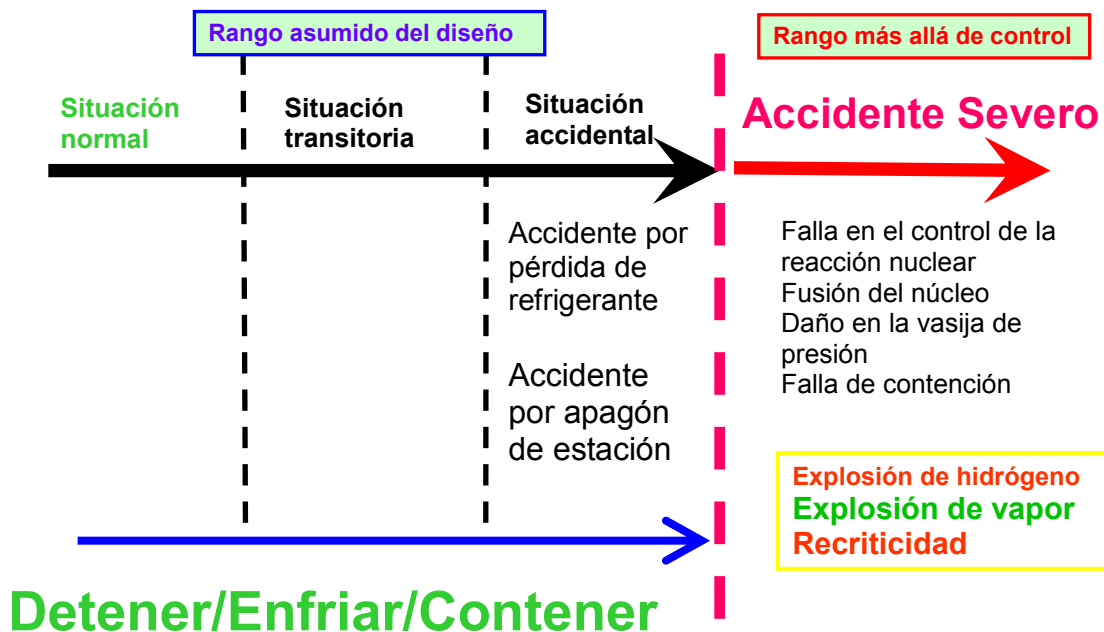 Rango asumido del diseño
Rango más allá de control
Situación
normal
Situación
transitoria
Situación
accidental
Accidente Severo
Accidente por
pérdida de
refrigerante
Accidente
por apagón
de estación
Falla en el control de la
reacción nuclear
Fusión del núcleo
Daño en la vasija de
presión
Falla de contención
Explosión de hidrógeno
Explosión de vapor
Recriticidad
Detener/Enfriar/Contener